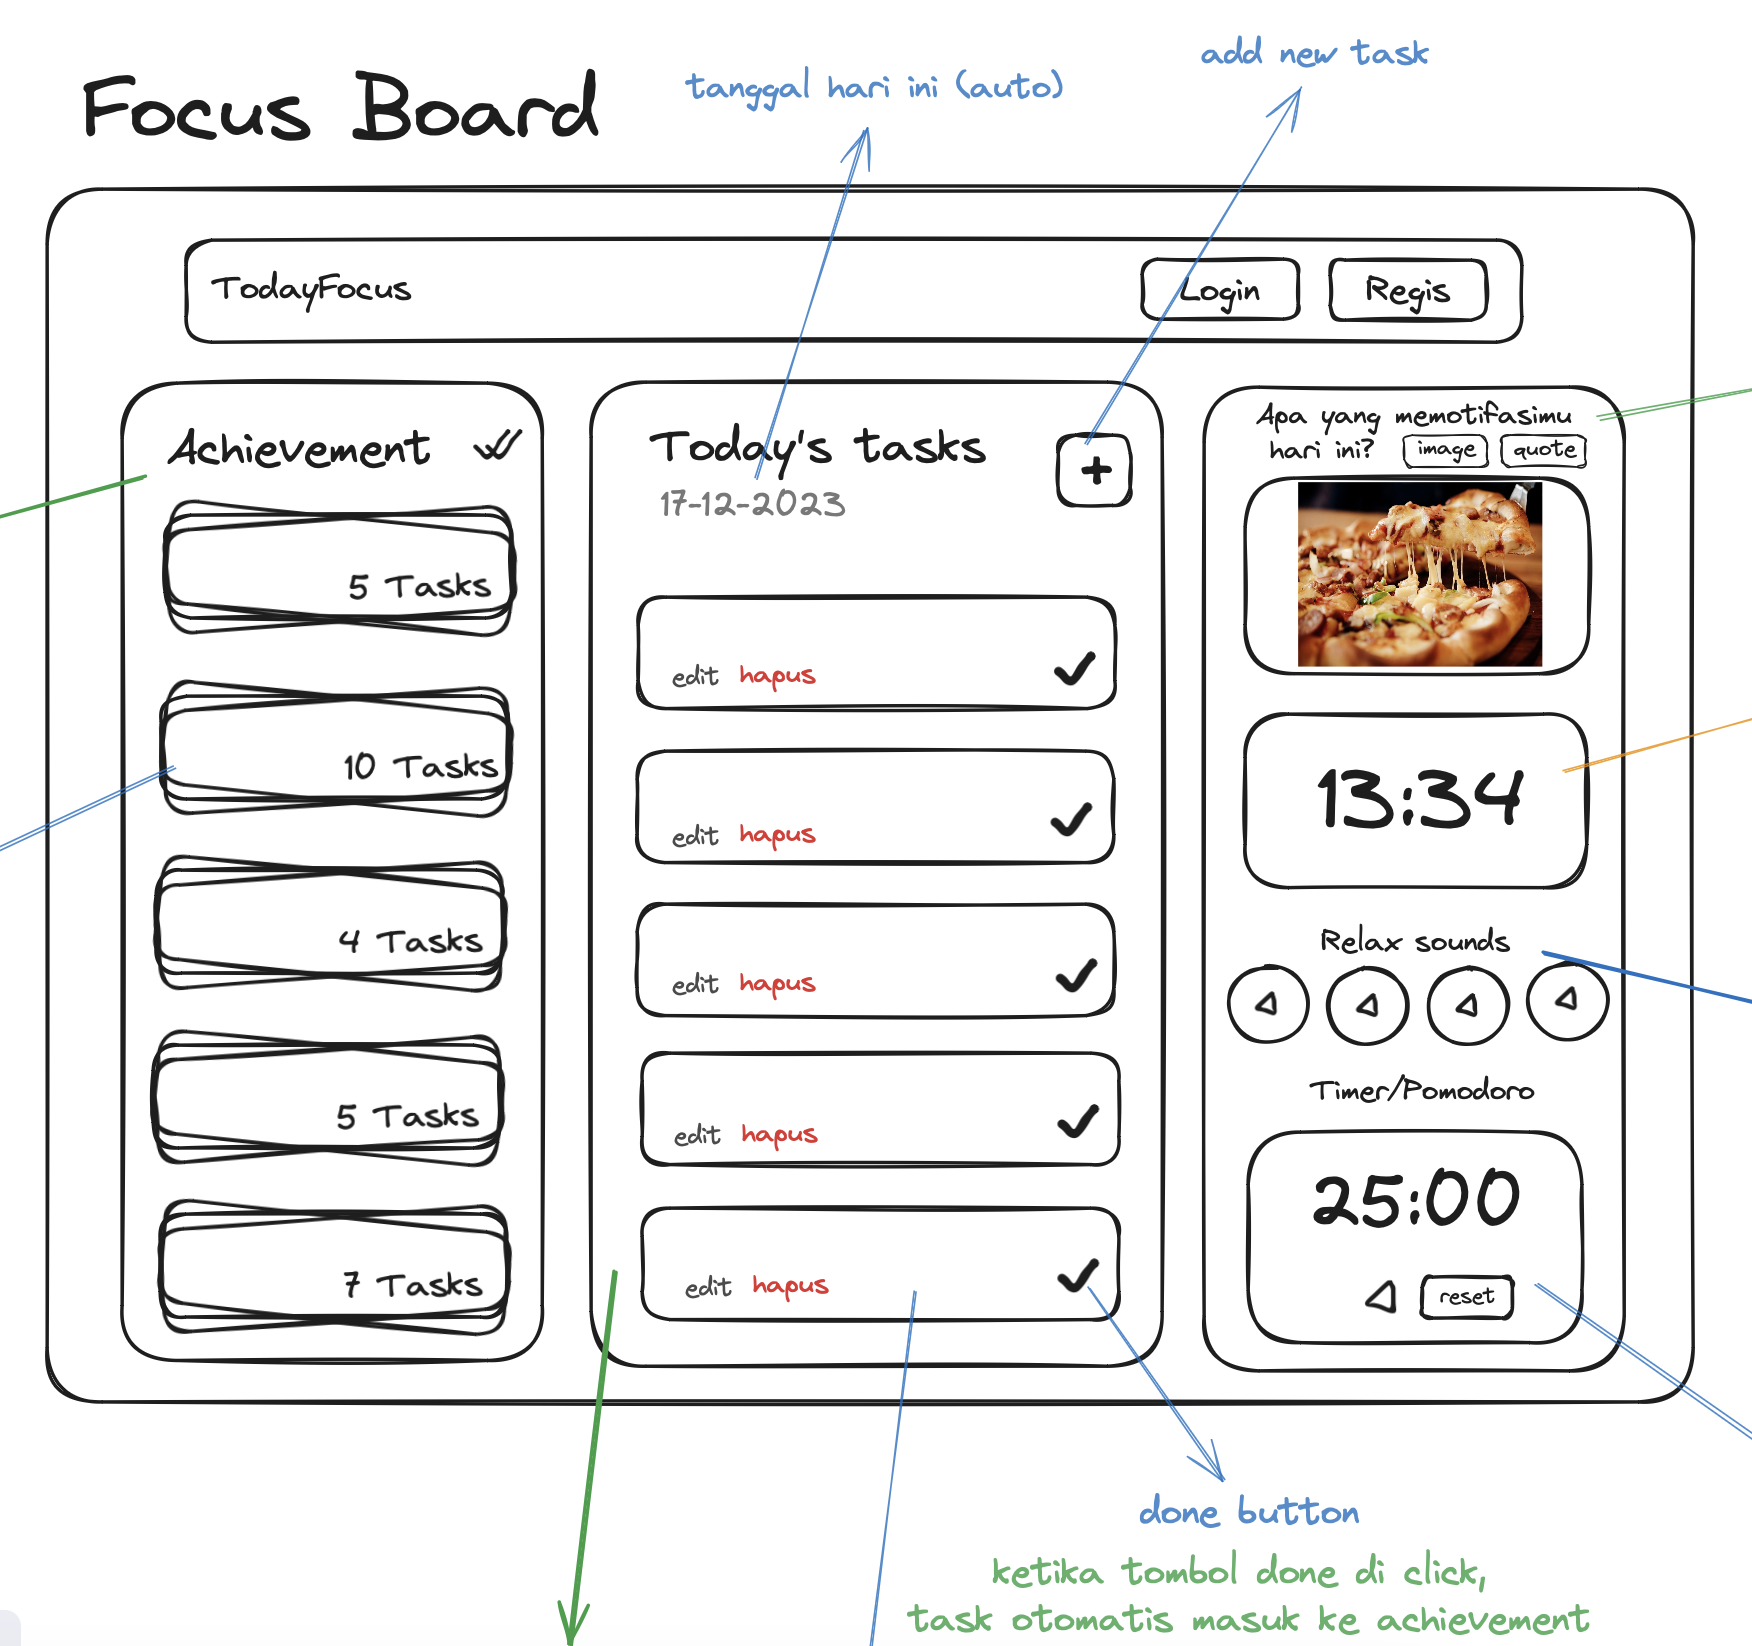 Focus Board
tanggal hari ini (auto)
add new task
TodayFocus
Login
Regis
Achievement
5 Tasks
10 Tasks
4 Tasks
5 Tasks
7 Tasks
Today's tasks
17-12-2023
+
edit hapus
edit hapus
edit hapus
edit hapus
edit hapus
Apa yang memotifasimu
hari ini? image quote
13:34
Relax sounds
Timer/Pomodoro
25:00
reset
done button
ketika tombol done di click,
task otomatis masuk ke achievement